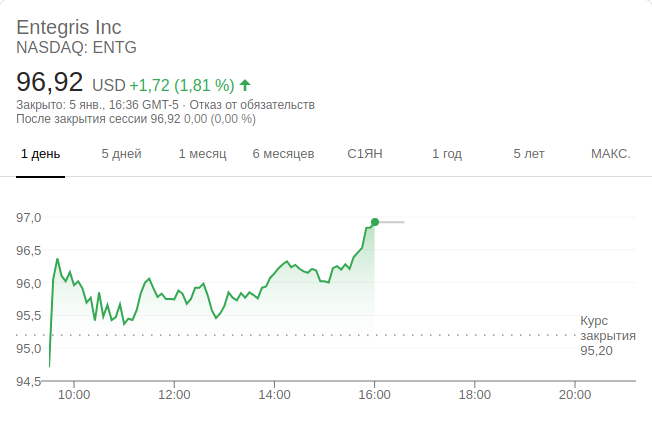 Entegris Inc
NASDAQ: ENTG
96,92 USD +1,72 (1,81 %)
Закрыто: 5 янв., 16:36 GMT-5 · Отказ от обязательств
После закрытия сессии 96,92 0,00 (0,00 %)
1 день 5 дней 1 месяц 6 месяцев С1ЯН 1 год 5 лет МАКС.
97,0
96,5
96,0
95,5
95,0
94,5
Курс
закрытия
95,20
10:00 12:00 14:00 16:00 18:00 20:00